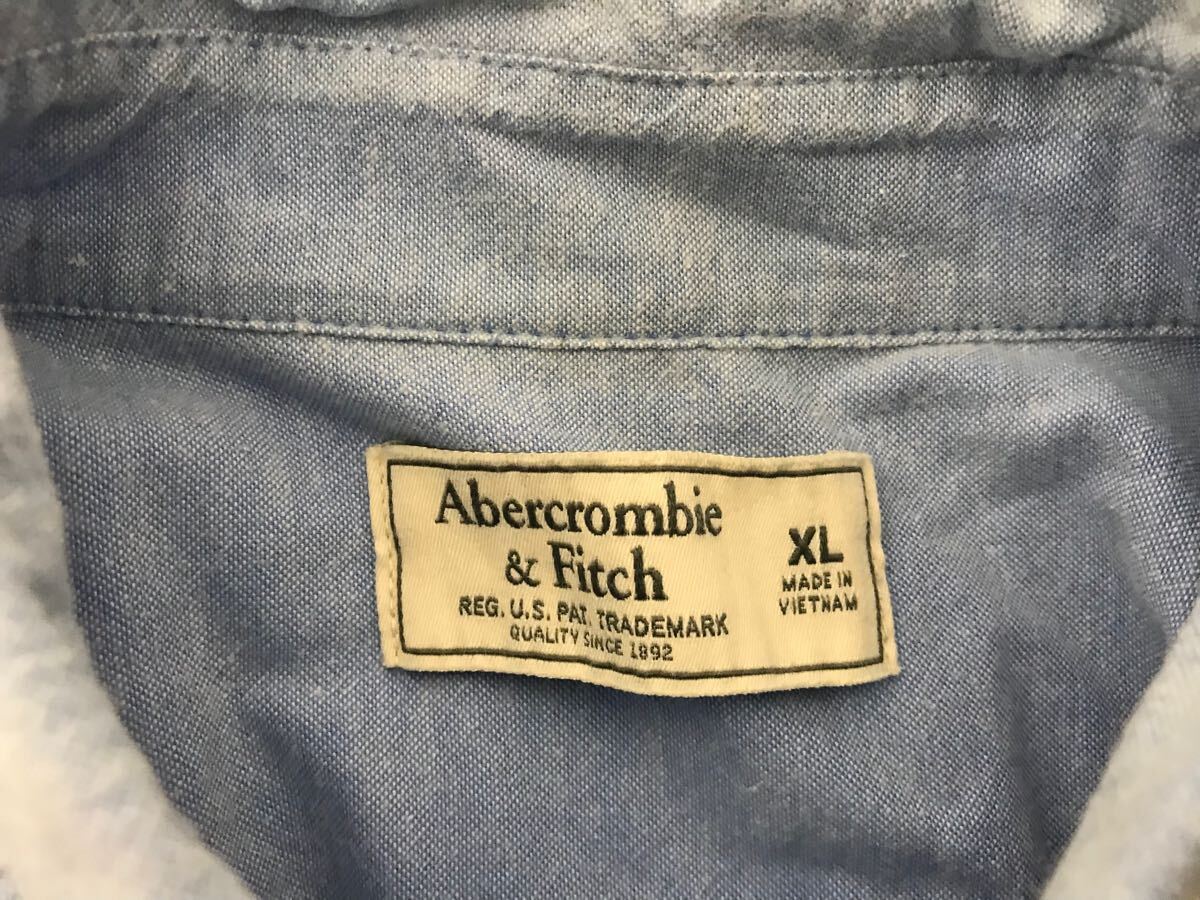 Abercrombie
& Fitch
REG. U.S. PAT. TRADEMARK
QUALITY SINCE 1892
XL
MADE IN
VIETNAM